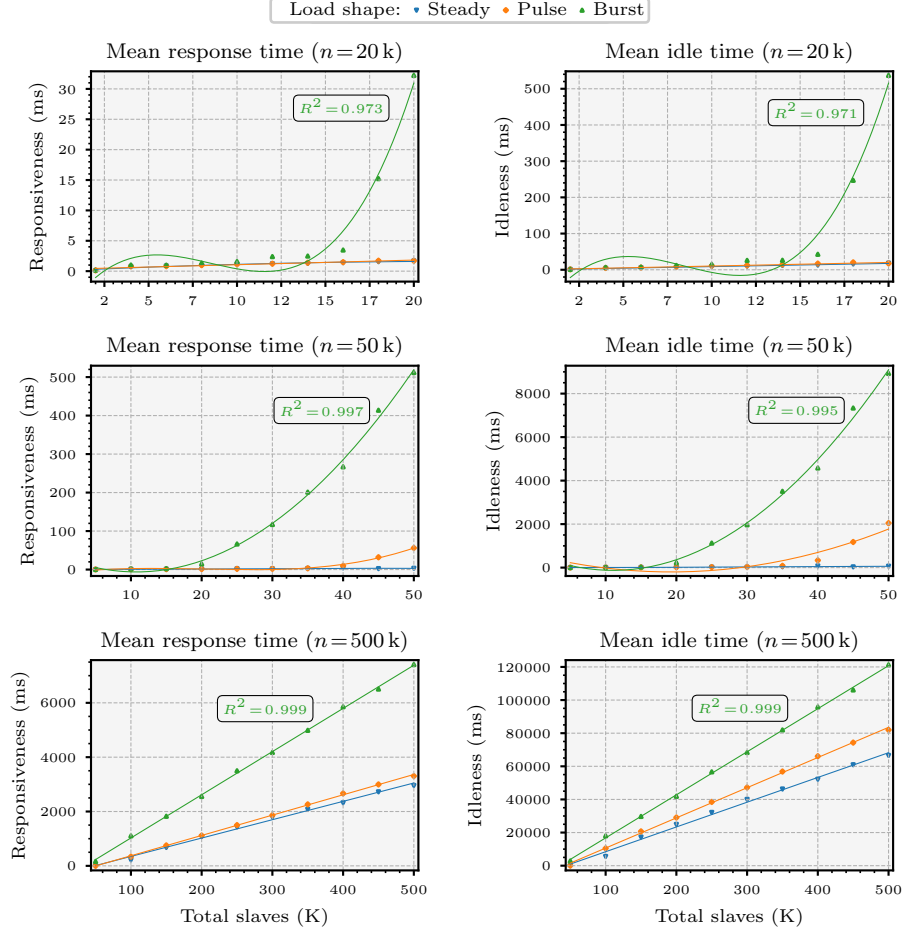 Load shape: Steady Pulse Burst
Mean response time (n=20 k)
Responsiveness (ms)
30
25
20
15
10
5
0
R² = 0.973
2 5 7 10 12 15 17 20
Mean idle time (n=20 k)
Idleness (ms)
500
400
300
200
100
0
R² = 0.971
2 5 7 10 12 15 17 20
Mean response time (n=50 k)
Responsiveness (ms)
500
400
300
200
100
0
R² = 0.997
10 20 30 40 50
Mean idle time (n=50 k)
Idleness (ms)
8000
6000
4000
2000
0
R² = 0.995
10 20 30 40 50
Mean response time (n=500 k)
Responsiveness (ms)
6000
4000
2000
0
R² = 0.999
100 200 300 400 500
Total slaves (K)
Mean idle time (n=500 k)
Idleness (ms)
120000
100000
80000
60000
40000
20000
0
R² = 0.999
100 200 300 400 500
Total slaves (K)